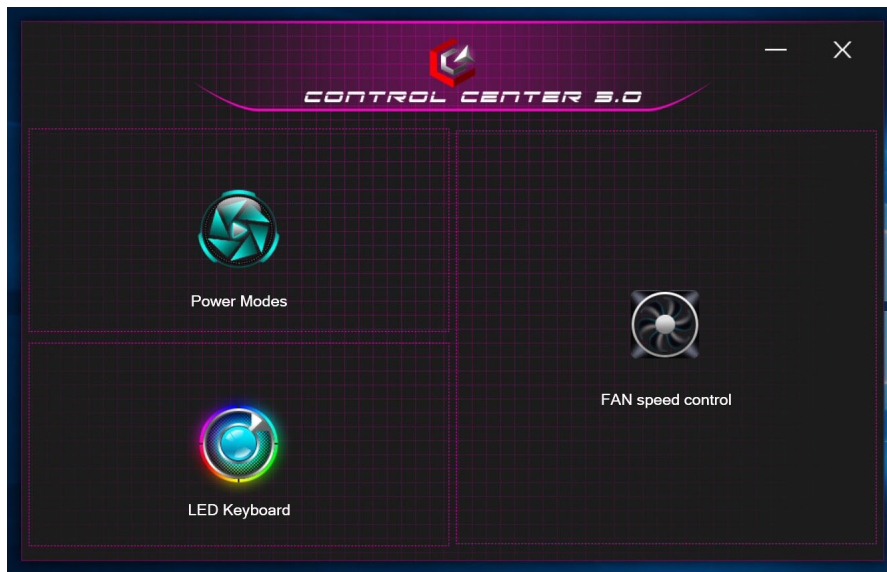 CONTROL CENTER 3.0
Power Modes
FAN speed control
LED Keyboard